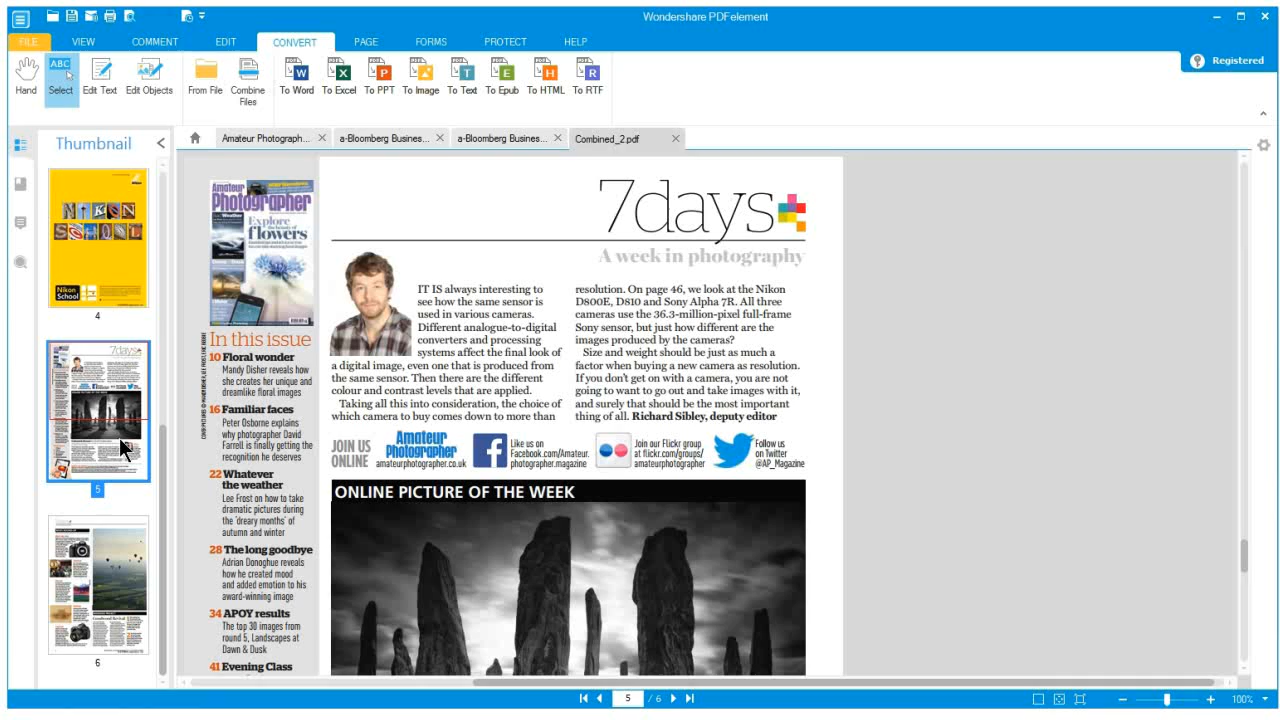 Wondershare PDFelement
FILE VIEW COMMENT EDIT CONVERT PAGE FORMS PROTECT HELP
Registered
ABC
Hand Select Edit Text Edit Objects From File Combine Files To Word To Excel To PPT To Image To Text To Epub To HTML To RTF
Thumbnail
Amateur Photograph... a-Bloomberg Busines... a-Bloomberg Busines... Combined_2.pdf
NIKON
SCHOOL
Nikon
School
4
7days
5
6
Amateur
Photographer
Explore
flowers
In this issue
10 Floral wonder
Mandy Disher reveals how
she creates her unique and
dreamlike floral images
16 Familiar faces
Peter Osborne explains
why photographer David
Farrell is finally getting the
recognition he deserves
22 Whatever
the weather
Lee Frost on how to take
dramatic pictures during
the 'dreary months' of
autumn and winter
28 The long goodbye
Adrian Donoghue reveals
how he created mood
and added emotion to his
award-winning image
34 APOY results
The top 30 images from
round 5, Landscapes at
Dawn & Dusk
41 Evening Class
7days
A week in photography
IT IS always interesting to
see how the same sensor is
used in various cameras.
Different analogue-to-digital
converters and processing
systems affect the final look of
a digital image, even one that is produced from
the same sensor. Then there are the different
colour and contrast levels that are applied.
Taking all this into consideration, the choice of
which camera to buy comes down to more than
resolution. On page 46, we look at the Nikon
D800E, D810 and Sony Alpha 7R. All three
cameras use the 36.3-million-pixel full-frame
Sony sensor, but just how different are the
images produced by the cameras?
Size and weight should be just as much a
factor when buying a new camera as resolution.
If you don't get on with a camera, you are not
going to want to go out and take images with it,
and surely that should be the most important
thing of all. Richard Sibley, deputy editor
JOIN US
ONLINE
Amateur
Photographer
amateurphotographer.co.uk
Like us on
Facebook.com/Amateur.
photographer.magazine
Join our Flickr group
at flickr.com/groups/
amateurphotographer
Follow us
on Twitter
@AP_Magazine
ONLINE PICTURE OF THE WEEK
5 / 6
100%